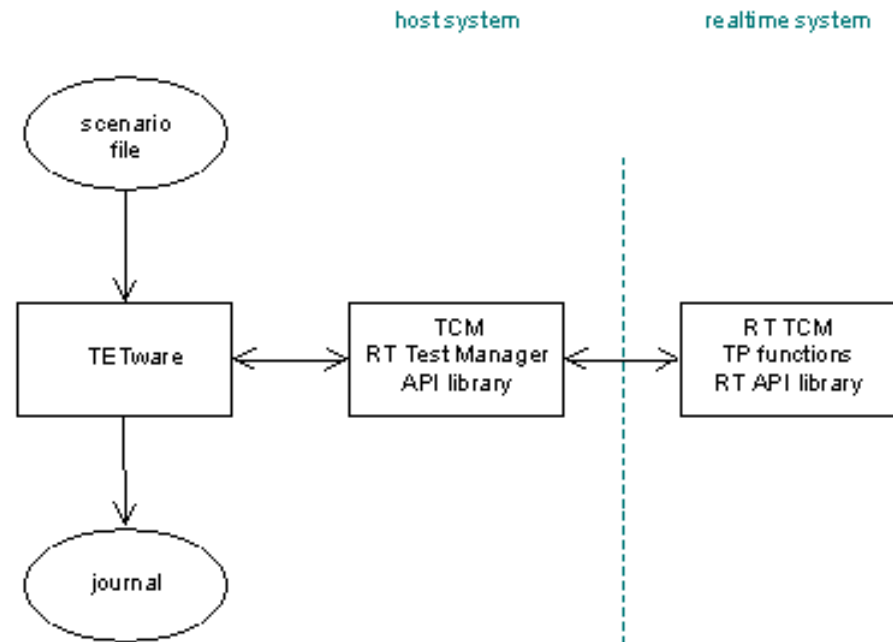 host system
realtime system
scenario
file
TETware
TCM
RT Test Manager
API library
RT TCM
TP functions
RT API library
journal